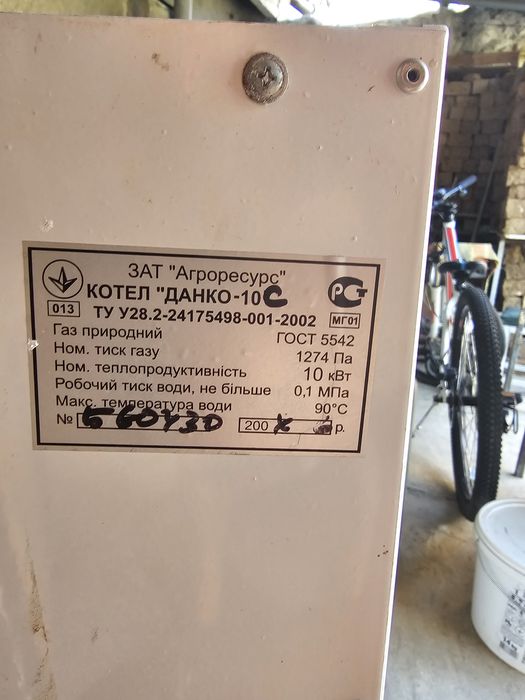 ЗАТ "Агроресурс"
КОТЕЛ "ДАНКО-10С
013
ТУ У28.2-24175498-001-2002
МГ01
Газ природний ГОСТ 5542
Ном. тиск газу 1274 Па
Ном. теплопродуктивність 10 кВт
Робочий тиск води, не більше 0,1 МПа
Макс. температура води 90°С
№ 200 р.